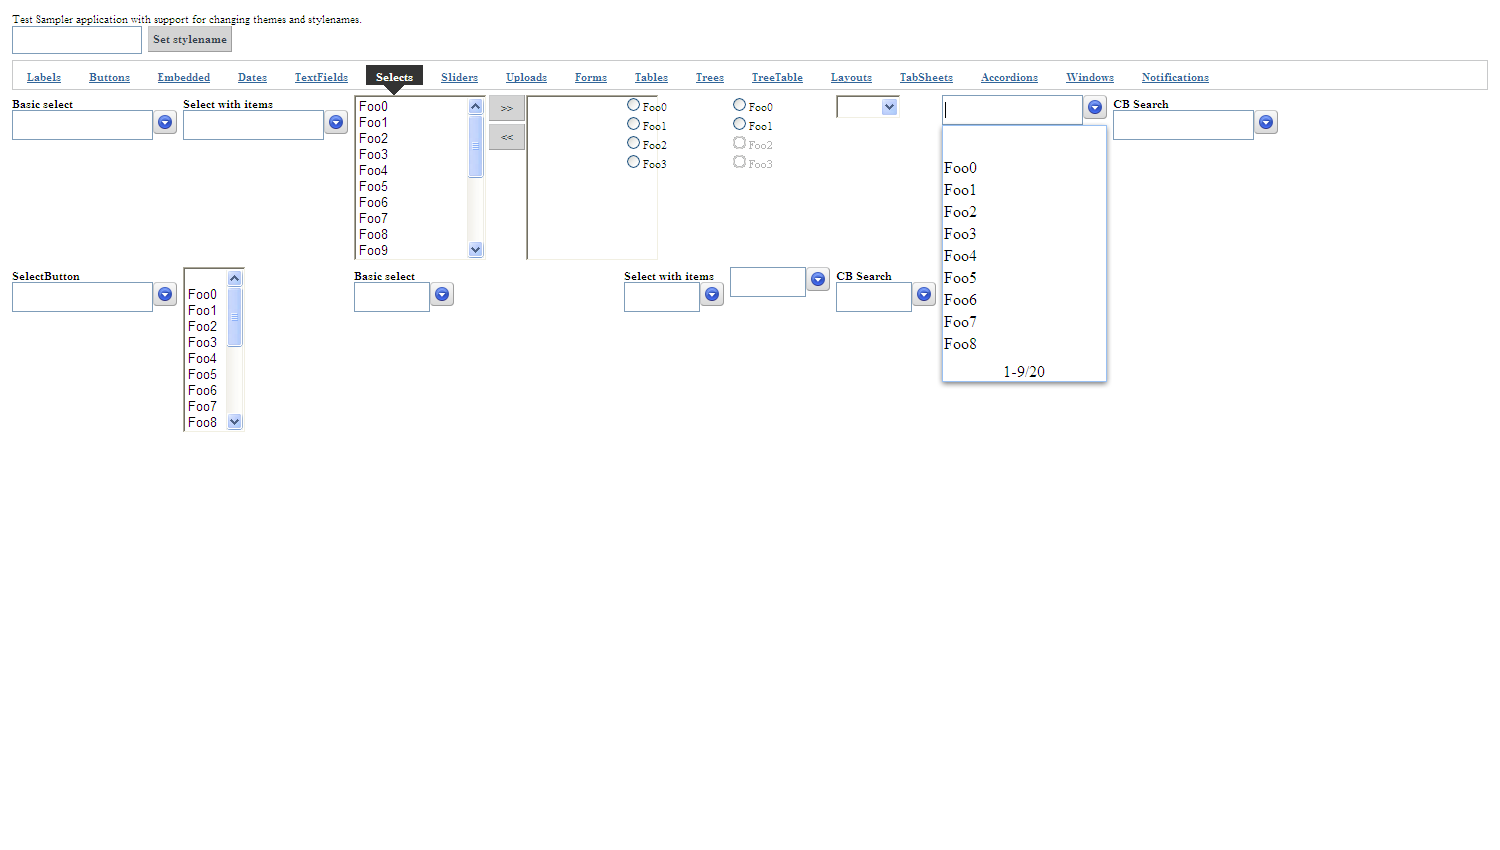 Test Sampler application with support for changing themes and stylenames.
Set stylename
Labels Buttons Embedded Dates TextFields Selects Sliders Uploads Forms Tables Trees TreeTable Layouts TabSheets Accordions Windows Notifications
Basic select
Select with items
Foo0
Foo1
Foo2
Foo3
Foo4
Foo5
Foo6
Foo7
Foo8
Foo9
>>
<<
Foo0
Foo1
Foo2
Foo3
Foo0
Foo1
Foo2
Foo3
Foo0
Foo1
Foo2
Foo3
Foo4
Foo5
Foo6
Foo7
Foo8
1-9/20
CB Search
SelectButton
Foo0
Foo1
Foo2
Foo3
Foo4
Foo5
Foo6
Foo7
Foo8
Basic select
Select with items
CB Search